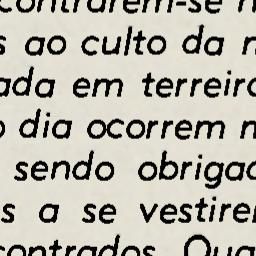 contrarem-se n
s ao culto da n
ada em terreiro
o dia ocorrem n
sendo obrigad
s a se vestirem
contrados. Qua